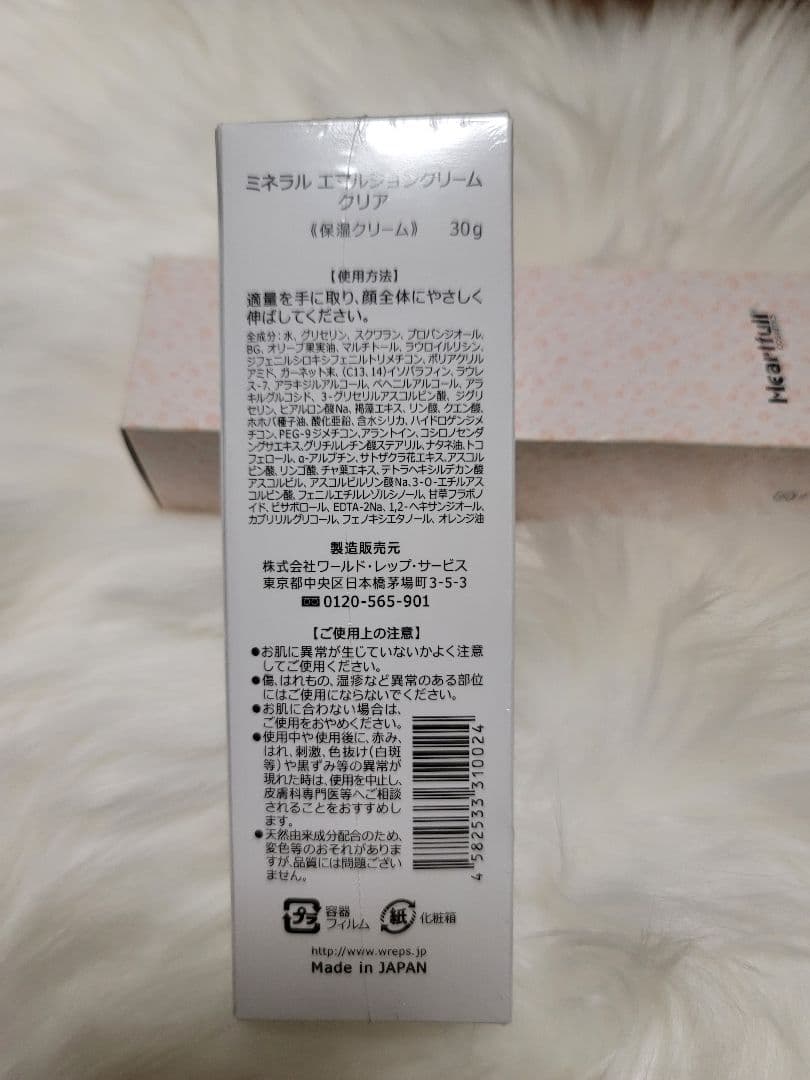 ミネラル エマルジョンクリーム
クリア
《保湿クリーム》 30g
【使用方法】
適量を手に取り、顔全体にやさしく
伸ばしてください。
全成分：水、グリセリン、スクワラン、プロパンジオール、
BG、オリーブ果実油、マルチトール、ラウロイルリシン、
ジフェニルシロキシフェニルトリメチコン、ポリアクリル
アミド、ガーネット末、(C13、14)イソパラフィン、ラウレ
ス-7、アラキジルアルコール、ベヘニルアルコール、アラ
キルグルコシド、3-グリセリルアスコルビン酸、ジグリ
セリン、ヒアルロン酸Na、褐藻エキス、リン酸、クエン酸、
ホホバ種子油、酸化亜鉛、含水シリカ、ハイドロゲンジメ
チコン、PEG-9ジメチコン、アラントイン、コシロノセンダ
ングサエキス、グリチルレチン酸ステアリル、ナタネ油、トコ
フェロール、α-アルブチン、サトザクラ花エキス、アスコル
ビン酸、リンゴ酸、チャ葉エキス、テトラヘキシルデカン酸
アスコルビル、アスコルビルリン酸Na、3-O-エチルアス
コルビン酸、フェニルエチルレゾルシノール、甘草フラボノ
イド、ビサボロール、EDTA-2Na、1,2-ヘキサンジオール、
カプリリルグリコール、フェノキシエタノール、オレンジ油
製造販売元
株式会社ワールド・レップ・サービス
東京都中央区日本橋茅場町3-5-3
0120-565-901
【ご使用上の注意】
●お肌に異常が生じていないかよく注意
してご使用ください。
●傷、はれもの、湿疹など異常のある部位
にはご使用にならないでください。
●お肌に合わない場合は、
ご使用をおやめください。
●使用中や使用後に、赤み、
はれ、刺激、色抜け(白斑
等)や黒ずみ等の異常が
現れた時は、使用を中止し、
皮膚科専門医等へご相談
されることをおすすめし
ます。
●天然由来成分配合のため、
変色等のおそれがありま
すが、品質には問題ござい
ません。
4 582533 310024
プラ 容器
フィルム
紙 化粧箱
http://www.wreps.jp
Made in JAPAN
Heartfull